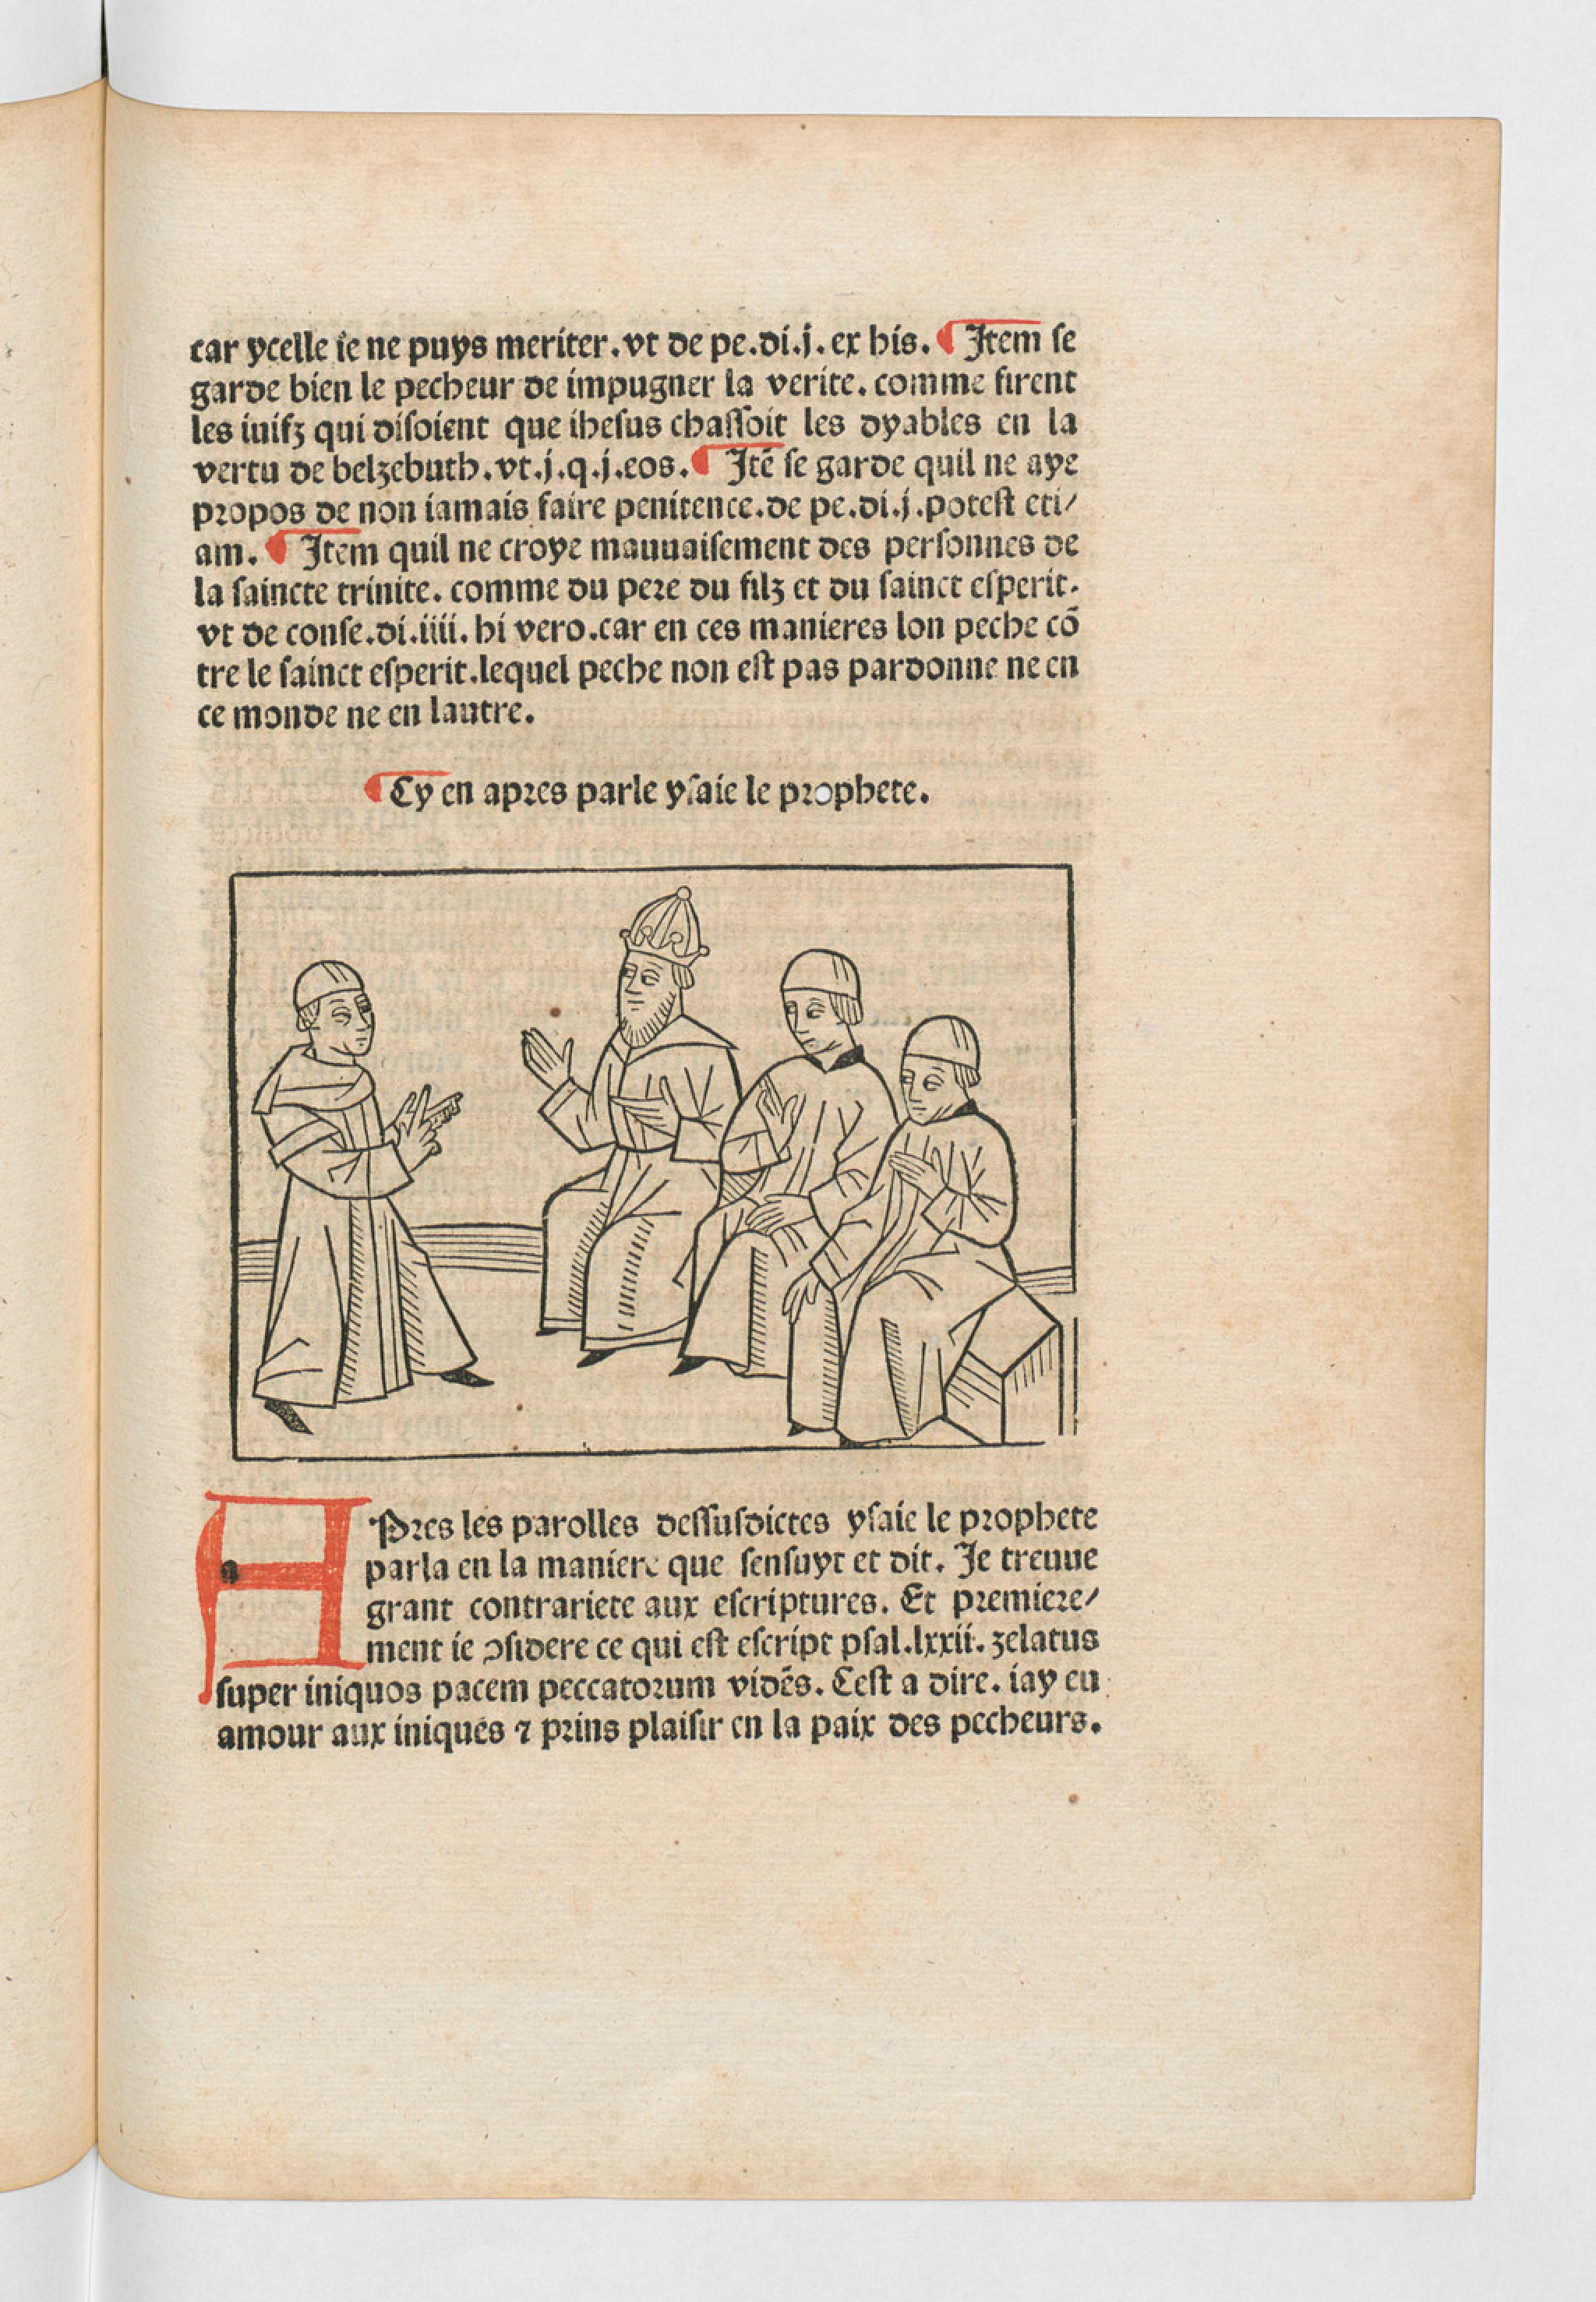 car ycelle ie ne puys meriter. vt de pe.di.j. ex his. ¶ Item se
garde bien le pecheur de impugner la verite. comme firent
les iuifz qui disoient que ihesus chassoit les dyables en la
vertu de belzebuth. vt.j.q.j.eos. ¶ Itē se garde quil ne aye
propos de non iamais faire penitence. de pe.di.j. potest eti/
am. ¶ Item quil ne croye mauuaisement des personnes de
la saincte trinite. comme du pere du filz et du sainct esperit.
vt de conse.di.iiii. hi vero. car en ces manieres lon peche cō
tre le sainct esperit. lequel peche non est pas pardonne ne en
ce monde ne en lautre.
¶ Cy en apres parle ysaie le prophete.
APres les parolles dessusdictes ysaie le prophete
parla en la maniere que sensuyt et dit. Je treuue
grant contrariete aux escriptures. Et premiere/
ment ie ↄsidere ce qui est escript psal.lxxii. zelatus
super iniquos pacem peccatorum vidēs. Cest a dire. iay eu
amour aux iniques ⁊ prins plaisir en la paix des pecheurs.